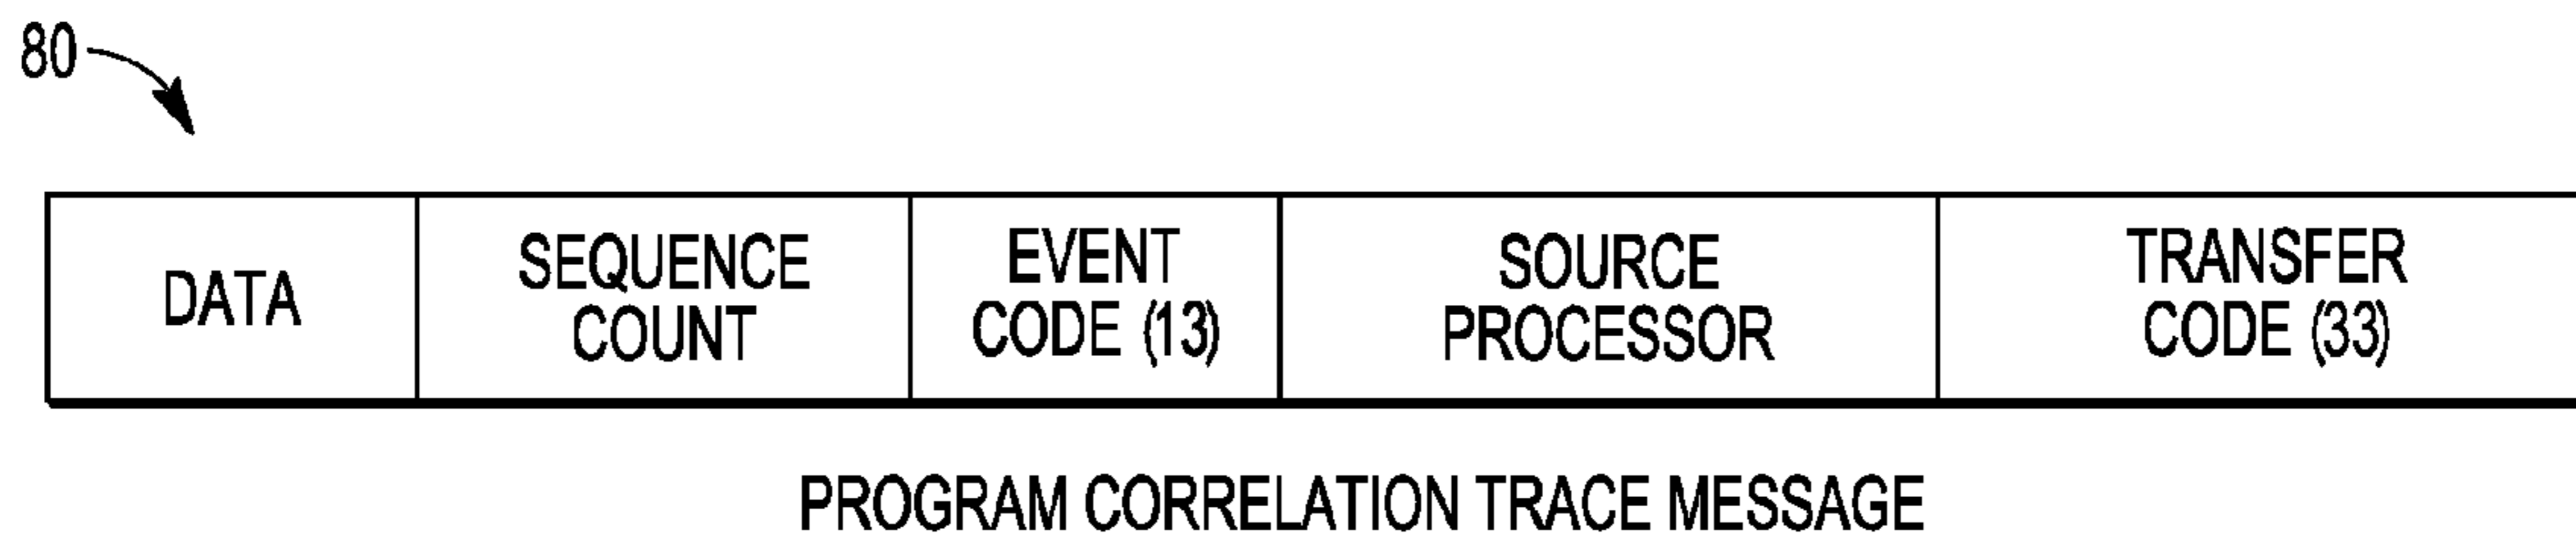 80
DATA
SEQUENCE
COUNT
EVENT
CODE (13)
SOURCE
PROCESSOR
TRANSFER
CODE (33)
PROGRAM CORRELATION TRACE MESSAGE